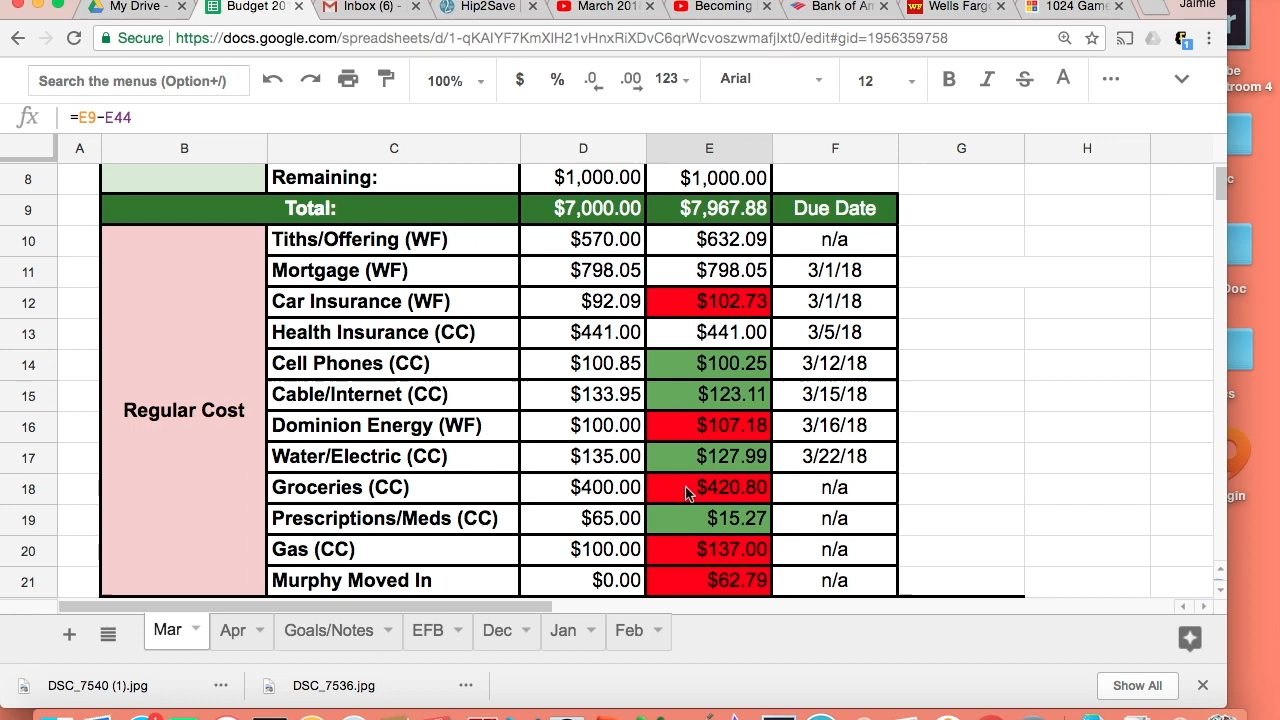 My Drive - Budget 20 Inbox (6) - Hip2Save March 201 Becoming Bank of Am Wells Farg 1024 Game Jaimie
Secure https://docs.google.com/spreadsheets/d/1-qKAIYF7XmXIH21vHnxRiXDvC6qrWcvoszwmafjIxt0/edit#gid=1956359758
be
troom 4
Search the menus (Option+/) 100% $ % .0 .00 123 Arial 12 B I S A
fx =E9-E44
A B C D E F G H
8 Remaining: $1,000.00 $1,000.00
9 Total: $7,000.00 $7,967.88 Due Date
10 Tiths/Offering (WF) $570.00 $632.09 n/a
11 Mortgage (WF) $798.05 $798.05 3/1/18
12 Car Insurance (WF) $92.09 $102.73 3/1/18
13 Health Insurance (CC) $441.00 $441.00 3/5/18
14 Cell Phones (CC) $100.85 $100.25 3/12/18
15 Cable/Internet (CC) $133.95 $123.11 3/15/18
Regular Cost
16 Dominion Energy (WF) $100.00 $107.18 3/16/18
17 Water/Electric (CC) $135.00 $127.99 3/22/18
18 Groceries (CC) $400.00 $420.80 n/a
19 Prescriptions/Meds (CC) $65.00 $15.27 n/a
20 Gas (CC) $100.00 $137.00 n/a
21 Murphy Moved In $0.00 $62.79 n/a
Mar Apr Goals/Notes EFB Dec Jan Feb
DSC_7540 (1).jpg DSC_7536.jpg Show All